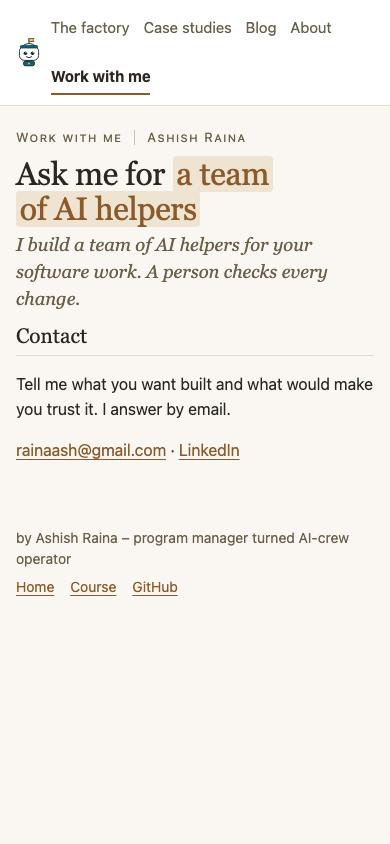 The factory Case studies Blog About
Work with me
Work with me | Ashish Raina
Ask me for a team
of AI helpers
I build a team of AI helpers for your
software work. A person checks every
change.
Contact
Tell me what you want built and what would make
you trust it. I answer by email.
rainaash@gmail.com · LinkedIn
by Ashish Raina – program manager turned AI-crew
operator
Home Course GitHub